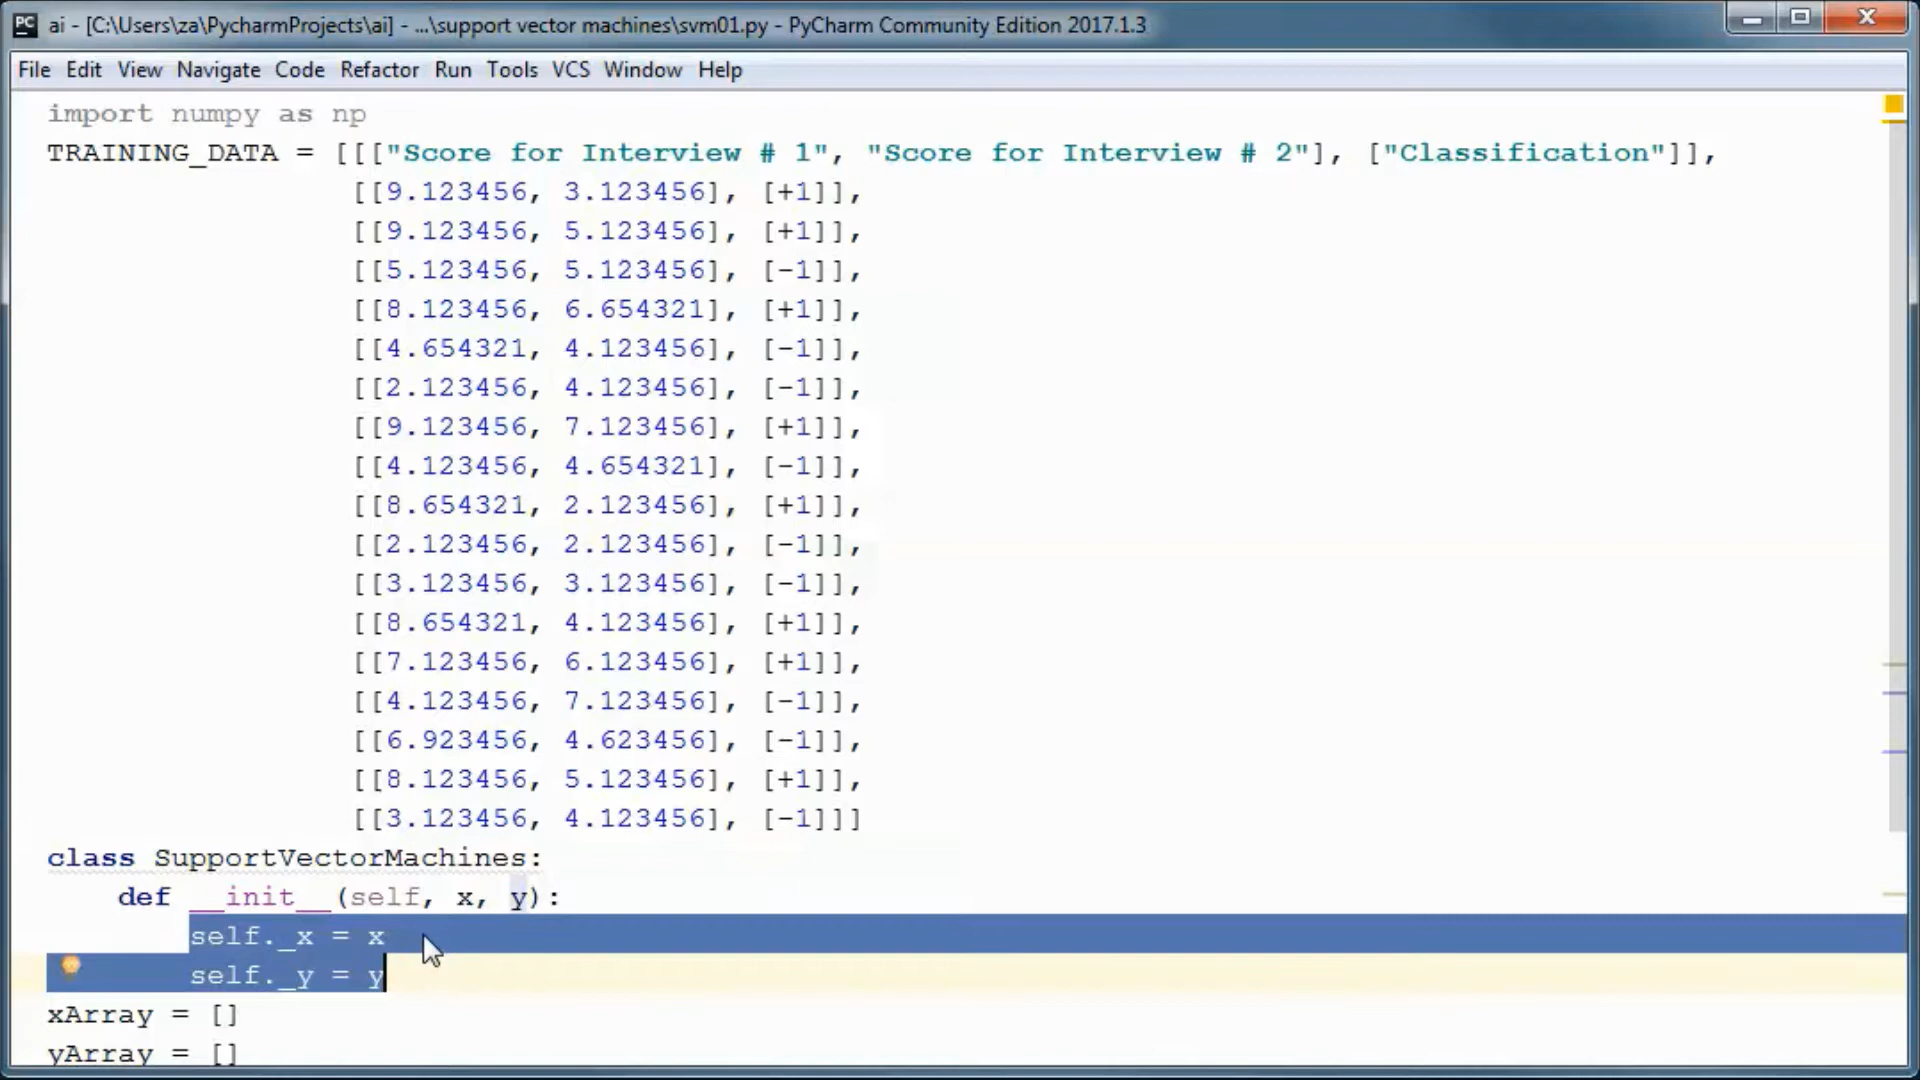 PC ai - [C:\Users\za\PycharmProjects\ai] - ...\support vector machines\svm01.py - PyCharm Community Edition 2017.1.3
File Edit View Navigate Code Refactor Run Tools VCS Window Help
import numpy as np
TRAINING_DATA = [[["Score for Interview # 1", "Score for Interview # 2"], ["Classification"]],
[[9.123456, 3.123456], [+1]],
[[9.123456, 5.123456], [+1]],
[[5.123456, 5.123456], [-1]],
[[8.123456, 6.654321], [+1]],
[[4.654321, 4.123456], [-1]],
[[2.123456, 4.123456], [-1]],
[[9.123456, 7.123456], [+1]],
[[4.123456, 4.654321], [-1]],
[[8.654321, 2.123456], [+1]],
[[2.123456, 2.123456], [-1]],
[[3.123456, 3.123456], [-1]],
[[8.654321, 4.123456], [+1]],
[[7.123456, 6.123456], [+1]],
[[4.123456, 7.123456], [-1]],
[[6.923456, 4.623456], [-1]],
[[8.123456, 5.123456], [+1]],
[[3.123456, 4.123456], [-1]]]
class SupportVectorMachines:
def __init__(self, x, y):
self._x = x
self._y = y
xArray = []
yArray = []